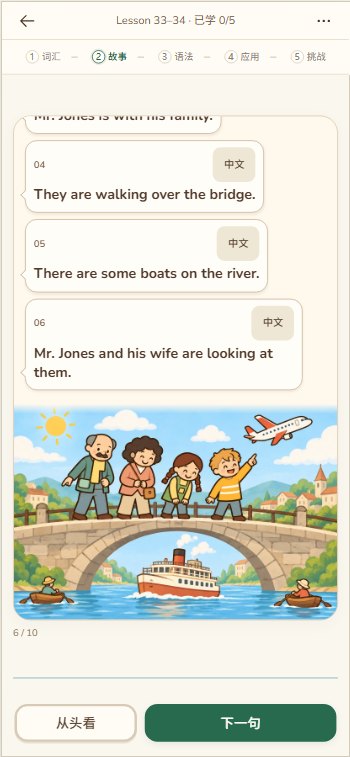 Lesson 33–34 · 已学 0/5
1 词汇 2 故事 3 语法 4 应用 5 挑战
Mr. Jones is with his family.
04 中文
They are walking over the bridge.
05 中文
There are some boats on the river.
06 中文
Mr. Jones and his wife are looking at
them.
6 / 10
从头看 下一句